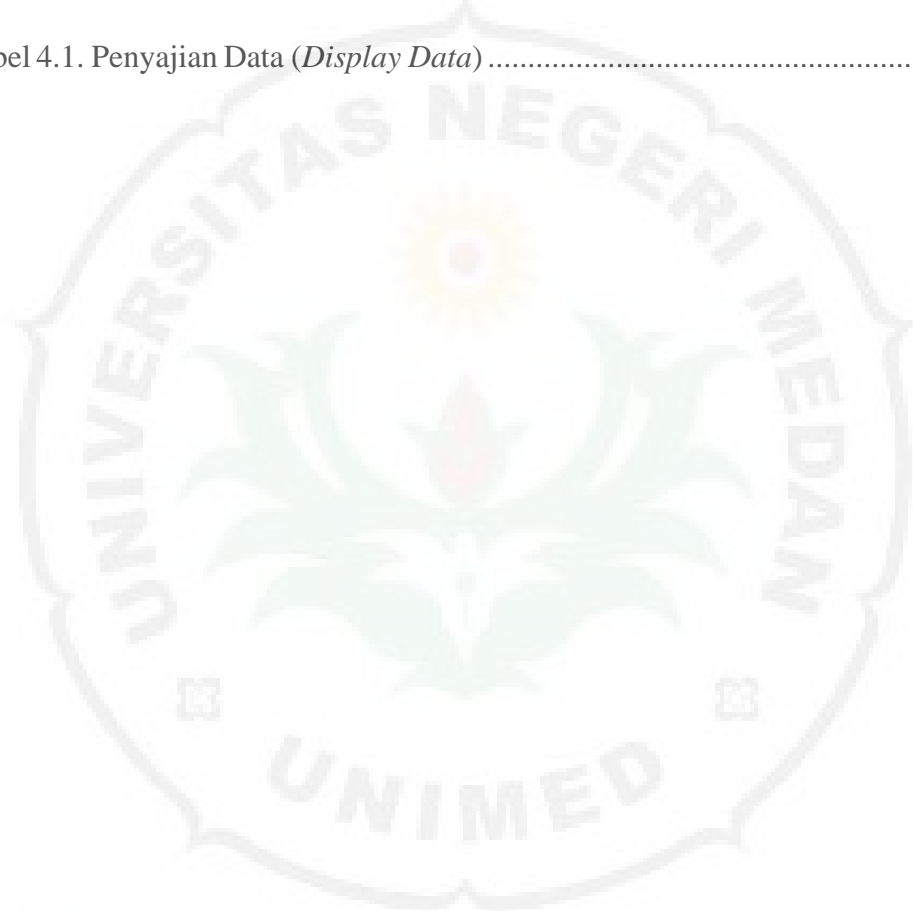 bel 4.1. Penyajian Data (Display Data) ......................................................
UNIVERSITAS NEGERI MEDAN
UNIMED